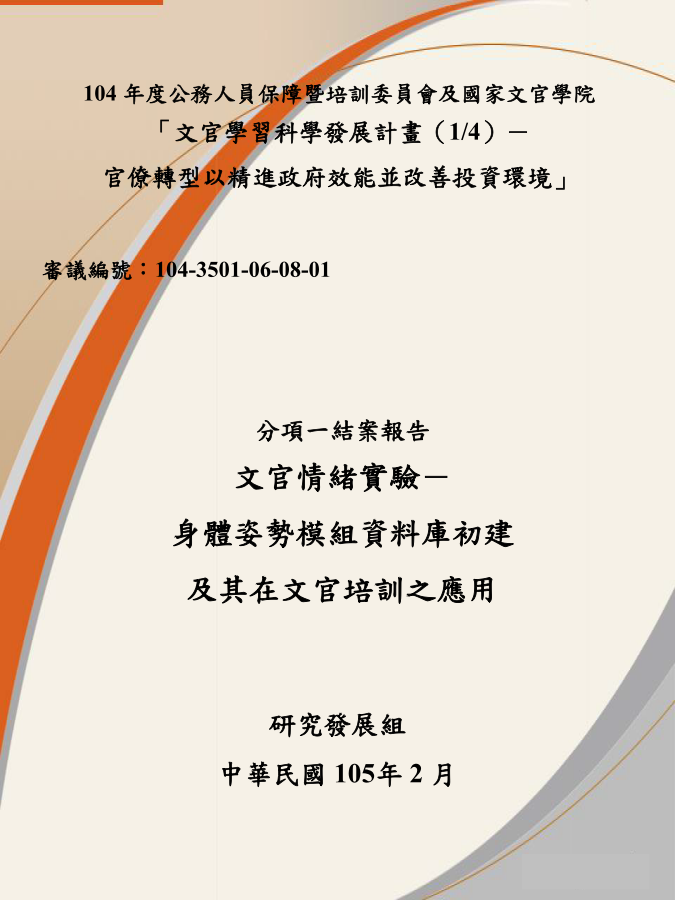 104 年度公務人員保障暨培訓委員會及國家文官學院
「文官學習科學發展計畫（1/4）－
官僚轉型以精進政府效能並改善投資環境」
審議編號：104-3501-06-08-01
分項一結案報告
文官情緒實驗－
身體姿勢模組資料庫初建
及其在文官培訓之應用
研究發展組
中華民國 105年 2 月